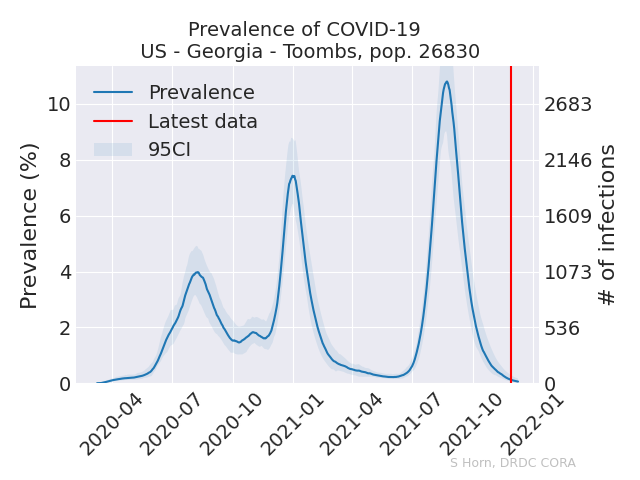 Prevalence of COVID-19
US - Georgia - Toombs, pop. 26830
Prevalence
Latest data
95CI
Prevalence (%)
10
8
6
4
2
0
2683
2146
1609
1073
536
0
# of infections
2020-04
2020-07
2020-10
2021-01
2021-04
2021-07
2021-10
2022-01
S Horn, DRDC CORA